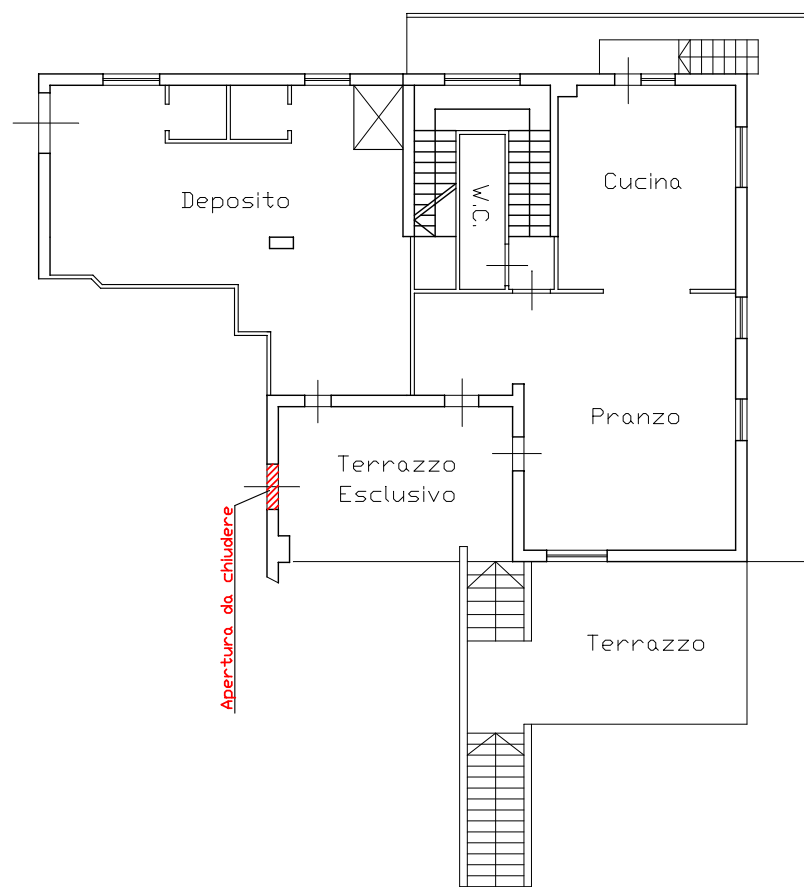 Cucina
Deposito
W.C.
Pranzo
Terrazzo
Esclusivo
Apertura da chiudere
Terrazzo